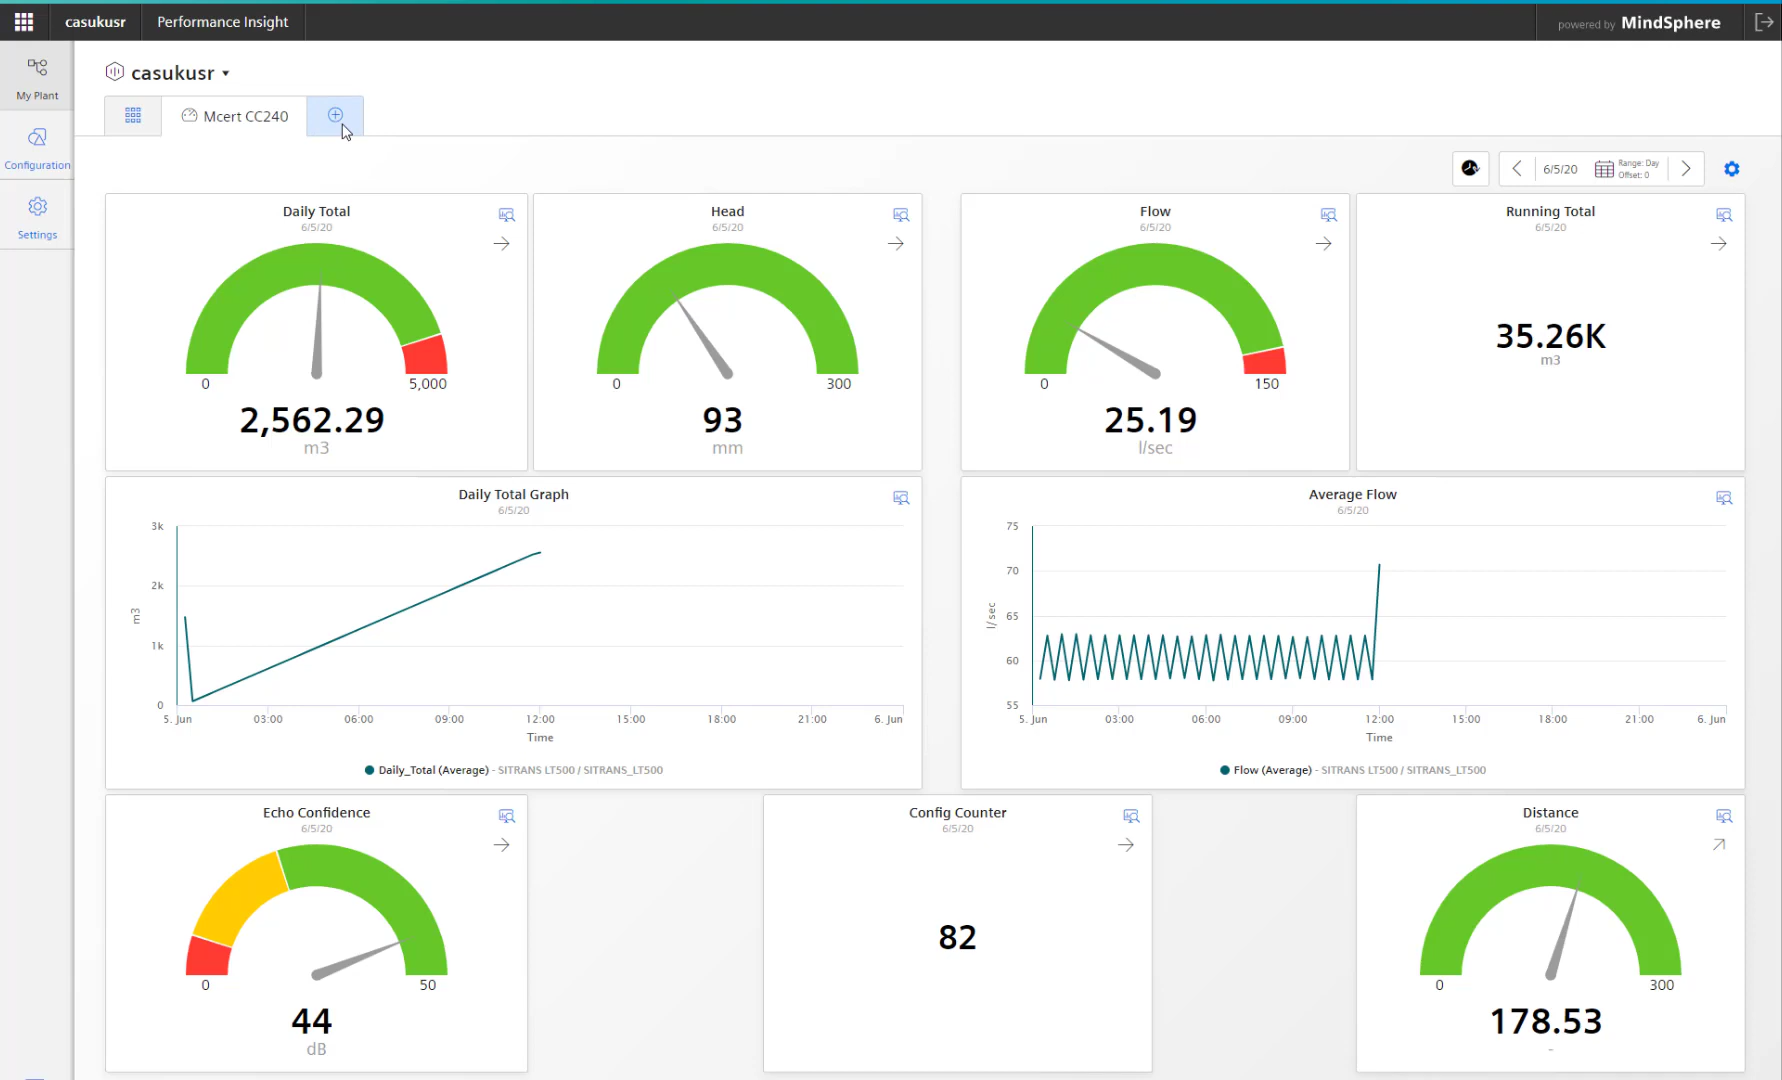 casukusr
Performance Insight
powered by MindSphere
My Plant
Configuration
Settings
casukusr
Mcert CC240
6/5/20
Range: Day
Offset: 0
Daily Total
6/5/20
0
5,000
2,562.29
m3
Head
6/5/20
0
300
93
mm
Flow
6/5/20
0
150
25.19
l/sec
Running Total
6/5/20
35.26K
m3
Daily Total Graph
6/5/20
3k
2k
1k
0
m3
5. Jun
03:00
06:00
09:00
12:00
15:00
18:00
21:00
6. Jun
Time
Daily_Total (Average) - SITRANS LT500 / SITRANS_LT500
Average Flow
6/5/20
75
70
65
60
55
l/sec
5. Jun
03:00
06:00
09:00
12:00
15:00
18:00
21:00
6. Jun
Time
Flow (Average) - SITRANS LT500 / SITRANS_LT500
Echo Confidence
6/5/20
0
50
44
dB
Config Counter
6/5/20
82
Distance
6/5/20
0
300
178.53
-